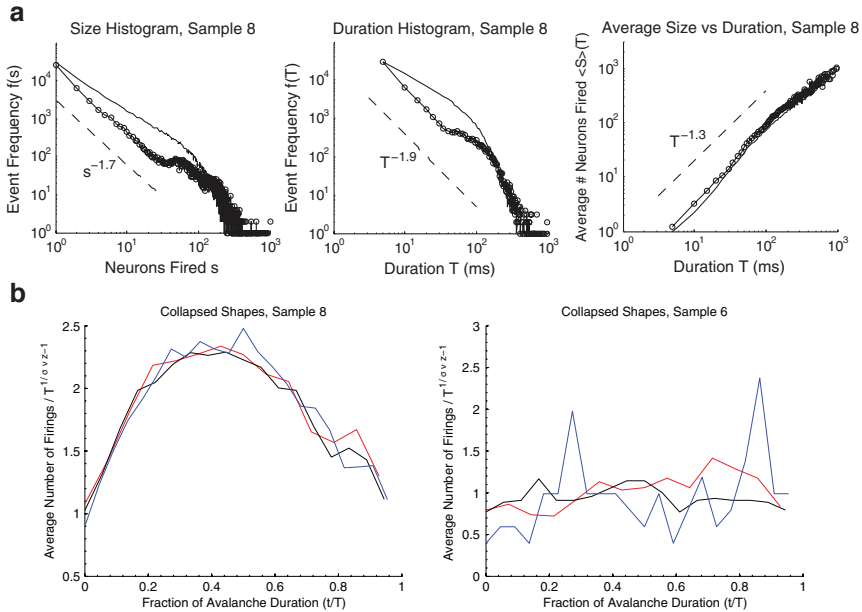 a
Size Histogram, Sample 8
Event Frequency f(s)
10^4
10^3
10^2
10^1
10^0
s^-1.7
10^0 10^1 10^2 10^3
Neurons Fired s
Duration Histogram, Sample 8
Event Frequency f(T)
10^4
10^3
10^2
10^1
10^0
T^-1.9
10^0 10^1 10^2 10^3
Duration T (ms)
Average Size vs Duration, Sample 8
Average # Neurons Fired <S>(T)
10^3
10^2
10^1
10^0
T^-1.3
10^0 10^1 10^2 10^3
Duration T (ms)
b
Collapsed Shapes, Sample 8
Average Number of Firings / T^1/σνz-1
2.5
2
1.5
1
0.5
0 0.2 0.4 0.6 0.8 1
Fraction of Avalanche Duration (t/T)
Collapsed Shapes, Sample 6
Average Number of Firings / T^1/σνz-1
3
2.5
2
1.5
1
0.5
0
0 0.2 0.4 0.6 0.8 1
Fraction of Avalanche Duration (t/T)